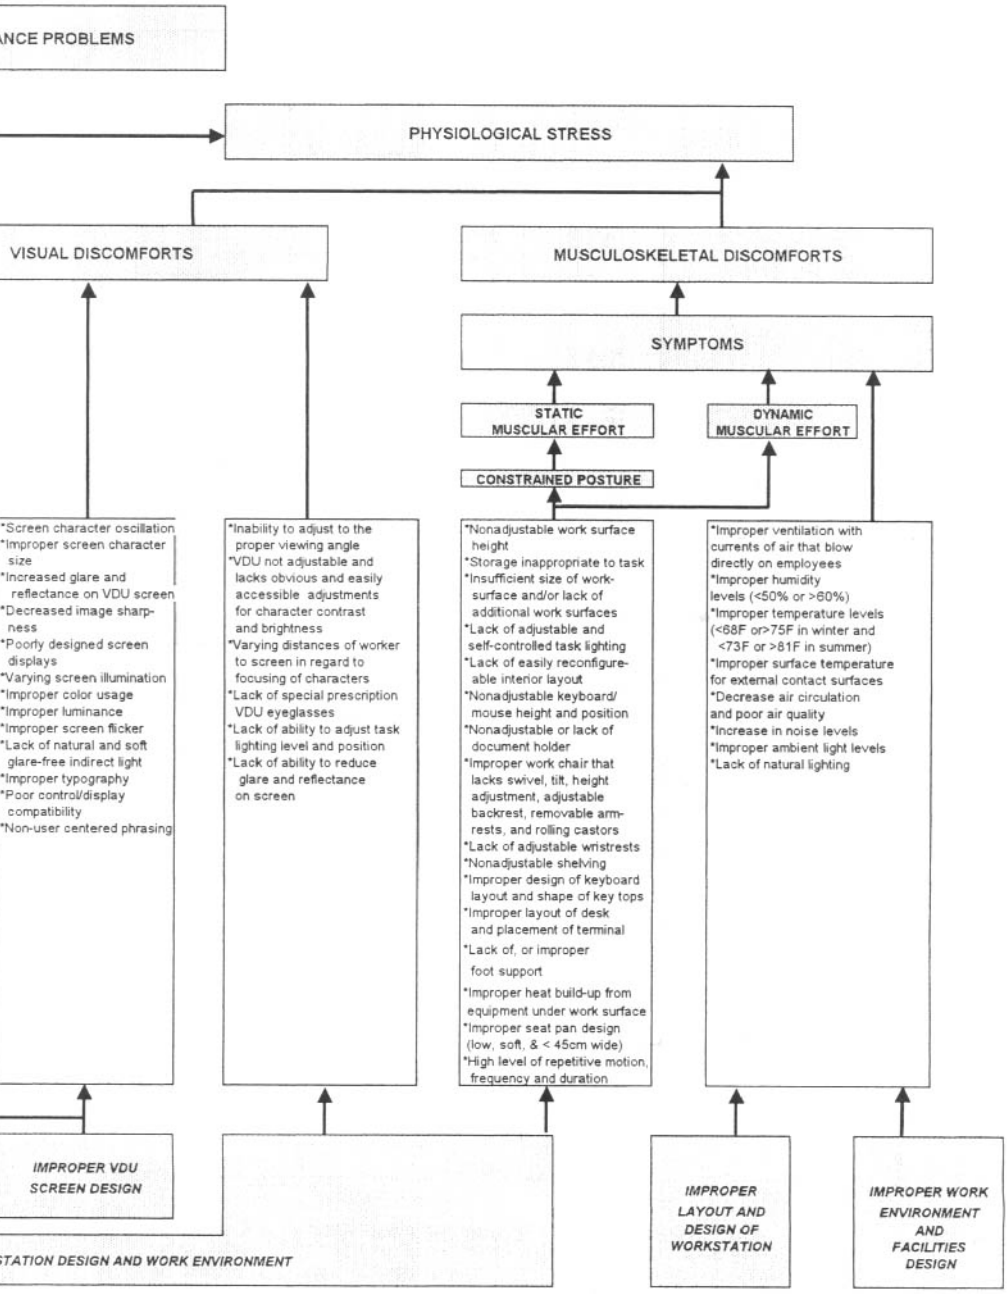 ANCE PROBLEMS
PHYSIOLOGICAL STRESS
VISUAL DISCOMFORTS
MUSCULOSKELETAL DISCOMFORTS
SYMPTOMS
STATIC
MUSCULAR EFFORT
DYNAMIC
MUSCULAR EFFORT
CONSTRAINED POSTURE
*Screen character oscillation
*Improper screen character
size
*Increased glare and
reflectance on VDU screen
*Decreased image sharp-
ness
*Poorly designed screen
displays
*Varying screen illumination
*Improper color usage
*Improper luminance
*Improper screen flicker
*Lack of natural and soft
glare-free indirect light
*Improper typography
*Poor control/display
compatibility
*Non-user centered phrasing
*Inability to adjust to the
proper viewing angle
*VDU not adjustable and
lacks obvious and easily
accessible adjustments
for character contrast
and brightness
*Varying distances of worker
to screen in regard to
focusing of characters
*Lack of special prescription
VDU eyeglasses
*Lack of ability to adjust task
lighting level and position
*Lack of ability to reduce
glare and reflectance
on screen
*Nonadjustable work surface
height
*Storage inappropriate to task
*Insufficient size of work-
surface and/or lack of
additional work surfaces
*Lack of adjustable and
self-controlled task lighting
*Lack of easily reconfigure-
able interior layout
*Nonadjustable keyboard/
mouse height and position
*Nonadjustable or lack of
document holder
*Improper work chair that
lacks swivel, tilt, height
adjustment, adjustable
backrest, removable arm-
rests, and rolling castors
*Lack of adjustable wristrests
*Nonadjustable shelving
*Improper design of keyboard
layout and shape of key tops
*Improper layout of desk
and placement of terminal
*Lack of, or improper
foot support
*Improper heat build-up from
equipment under work surface
*Improper seat pan design
(low, soft, & < 45cm wide)
*High level of repetitive motion,
frequency and duration
*Improper ventilation with
currents of air that blow
directly on employees
*Improper humidity
levels (<50% or >60%)
*Improper temperature levels
(<68F or>75F in winter and
<73F or >81F in summer)
*Improper surface temperature
for external contact surfaces
*Decrease air circulation
and poor air quality
*Increase in noise levels
*Improper ambient light levels
*Lack of natural lighting
IMPROPER VDU
SCREEN DESIGN
STATION DESIGN AND WORK ENVIRONMENT
IMPROPER
LAYOUT AND
DESIGN OF
WORKSTATION
IMPROPER WORK
ENVIRONMENT
AND
FACILITIES
DESIGN